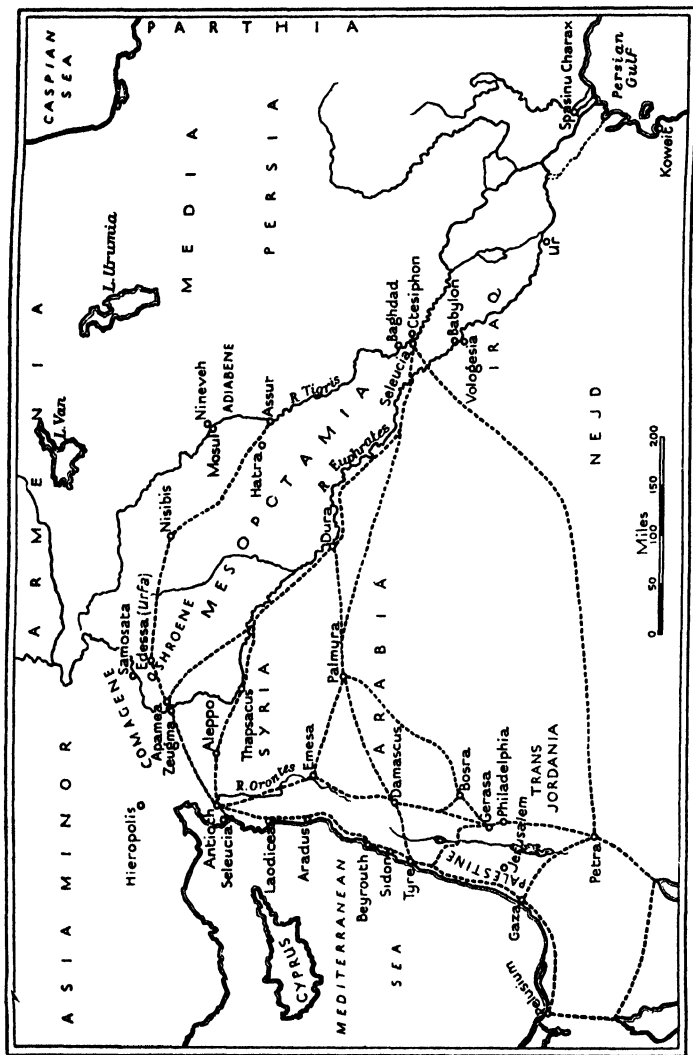 CASPIAN
SEA
PARTHIA
ARMENIA
L. Urumia
L. Van
MEDIA
PERSIA
ASIA MINOR
COMAGENE
Samosata
Edessa (Urfa)
SHROENE
Nisibis
Nineveh
Mosul
ADIABENE
Hatra
Assur
R. Tigris
MESOPOTAMIA
R. Euphrates
Apamea
Zeugma
Hieropolis
Antioch
Seleucia
Aleppo
Thapsacus
SYRIA
Laodicea
Aradus
R. Orontes
Emesa
Palmyra
Dura
Baghdad
Seleucia
Ctesiphon
Babylon
Vologesia
IRAQ
Ur
Spasinu Charax
Persian
Gulf
Koweit
CYPRUS
MEDITERRANEAN
SEA
Beyrouth
Sidon
Tyre
Damascus
ARABIA
Bosra
Gerasa
Philadelphia
TRANS
JORDANIA
PALESTINE
Jerusalem
Gaza
Petra
Pelusium
NEJD
Miles
0 50 100 150 200